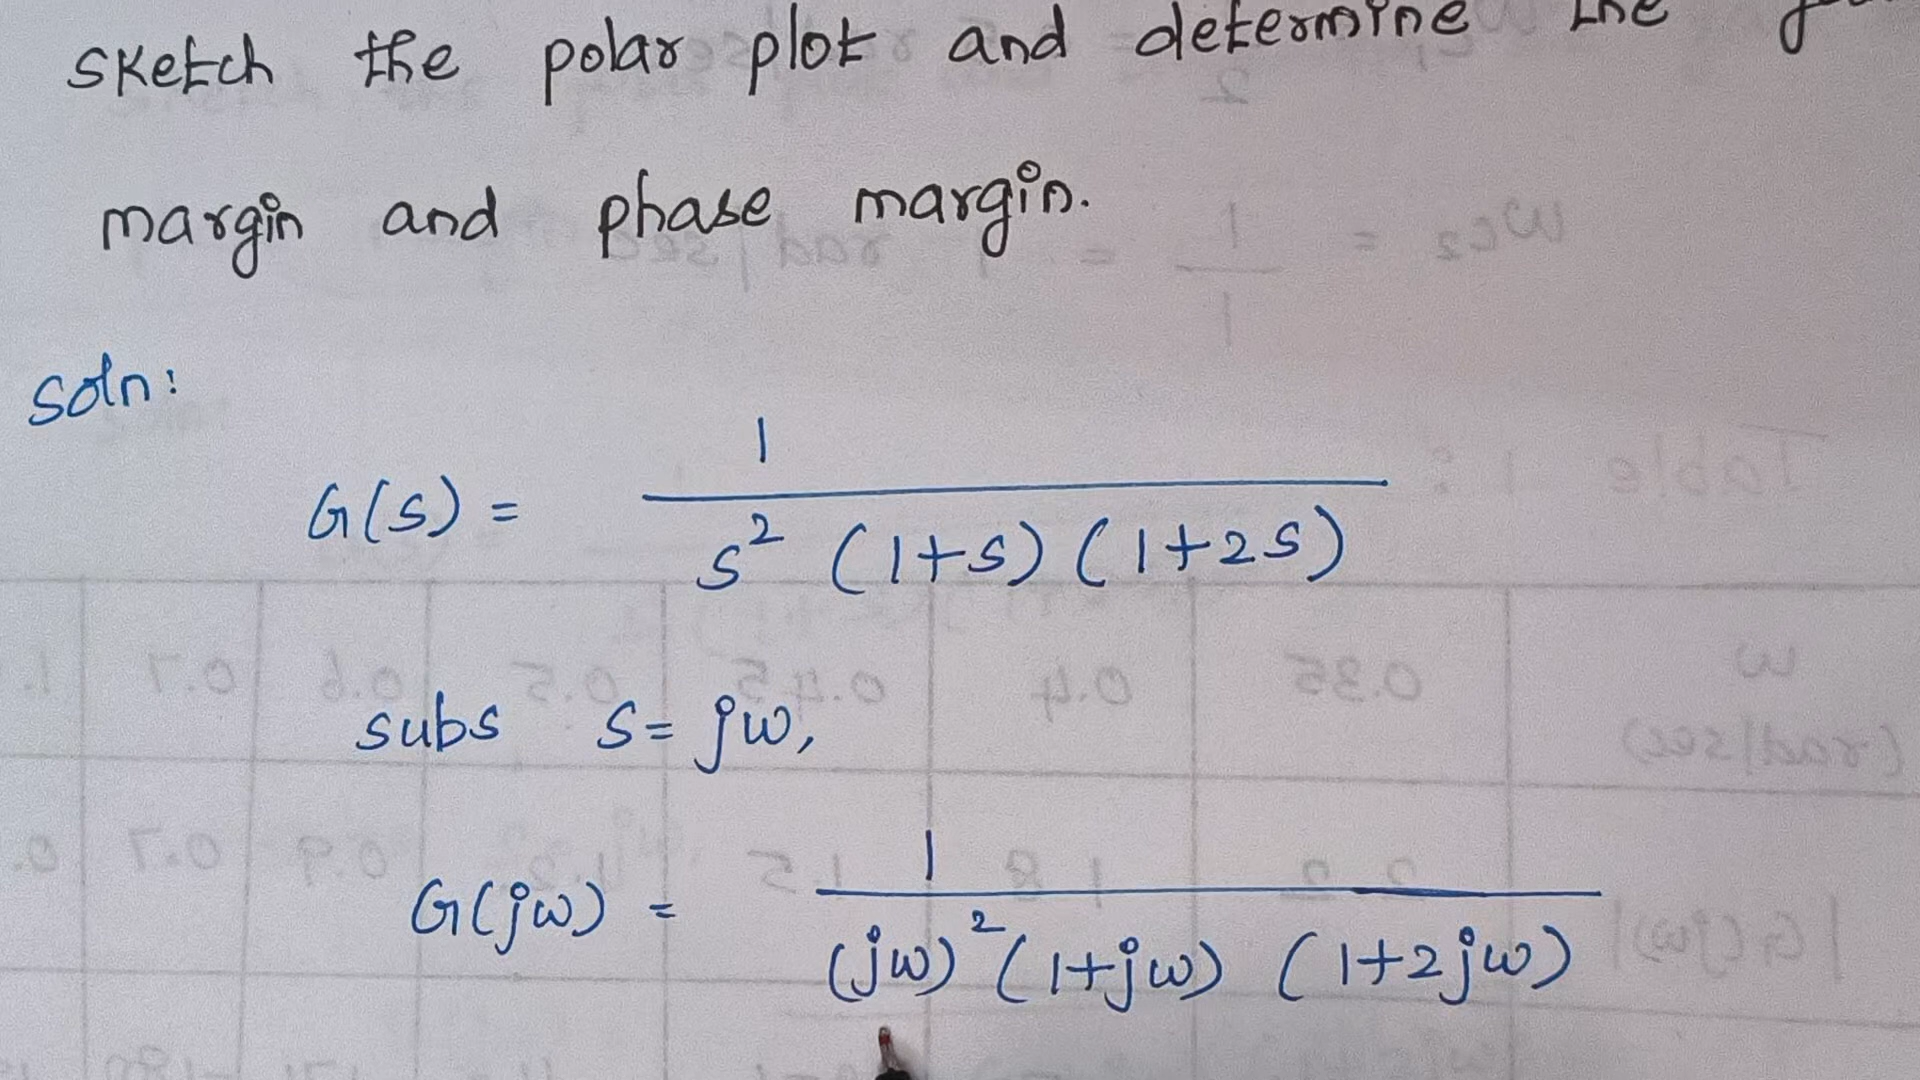 sketch the polar plot and determine the
margin and phase margin.
Soln:
G(s) = 1 / s² (1+s) (1+2s)
subs s = jω,
G(jω) = 1 / (jω)² (1+jω) (1+2jω)